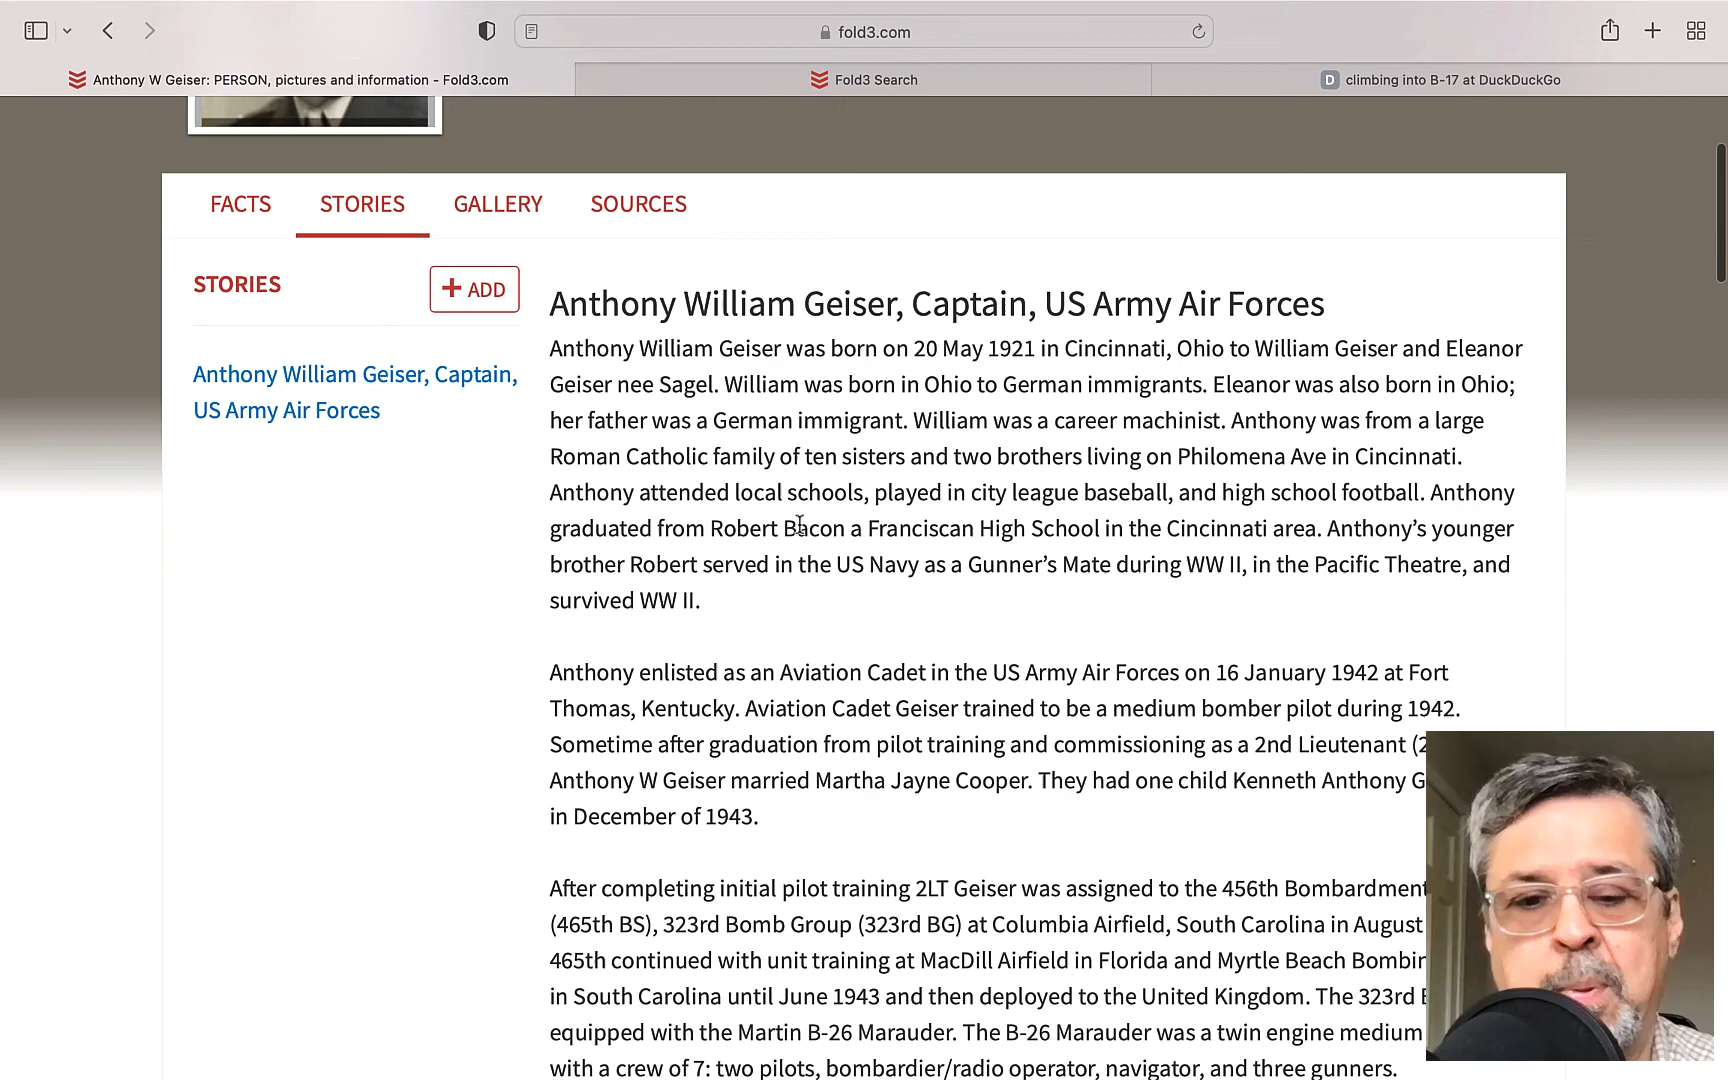 fold3.com
Anthony W Geiser: PERSON, pictures and information - Fold3.com
Fold3 Search
D climbing into B-17 at DuckDuckGo
FACTS STORIES GALLERY SOURCES
STORIES
+ ADD
Anthony William Geiser, Captain,
US Army Air Forces
Anthony William Geiser, Captain, US Army Air Forces
Anthony William Geiser was born on 20 May 1921 in Cincinnati, Ohio to William Geiser and Eleanor
Geiser nee Sagel. William was born in Ohio to German immigrants. Eleanor was also born in Ohio;
her father was a German immigrant. William was a career machinist. Anthony was from a large
Roman Catholic family of ten sisters and two brothers living on Philomena Ave in Cincinnati.
Anthony attended local schools, played in city league baseball, and high school football. Anthony
graduated from Robert Bacon a Franciscan High School in the Cincinnati area. Anthony’s younger
brother Robert served in the US Navy as a Gunner’s Mate during WW II, in the Pacific Theatre, and
survived WW II.
Anthony enlisted as an Aviation Cadet in the US Army Air Forces on 16 January 1942 at Fort
Thomas, Kentucky. Aviation Cadet Geiser trained to be a medium bomber pilot during 1942.
Sometime after graduation from pilot training and commissioning as a 2nd Lieutenant
Anthony W Geiser married Martha Jayne Cooper. They had one child Kenneth Anthony
in December of 1943.
After completing initial pilot training 2LT Geiser was assigned to the 456th Bombardment
(465th BS), 323rd Bomb Group (323rd BG) at Columbia Airfield, South Carolina in August
465th continued with unit training at MacDill Airfield in Florida and Myrtle Beach
in South Carolina until June 1943 and then deployed to the United Kingdom. The 323rd
equipped with the Martin B-26 Marauder. The B-26 Marauder was a twin engine medium
with a crew of 7: two pilots, bombardier/radio operator, navigator, and three gunners.